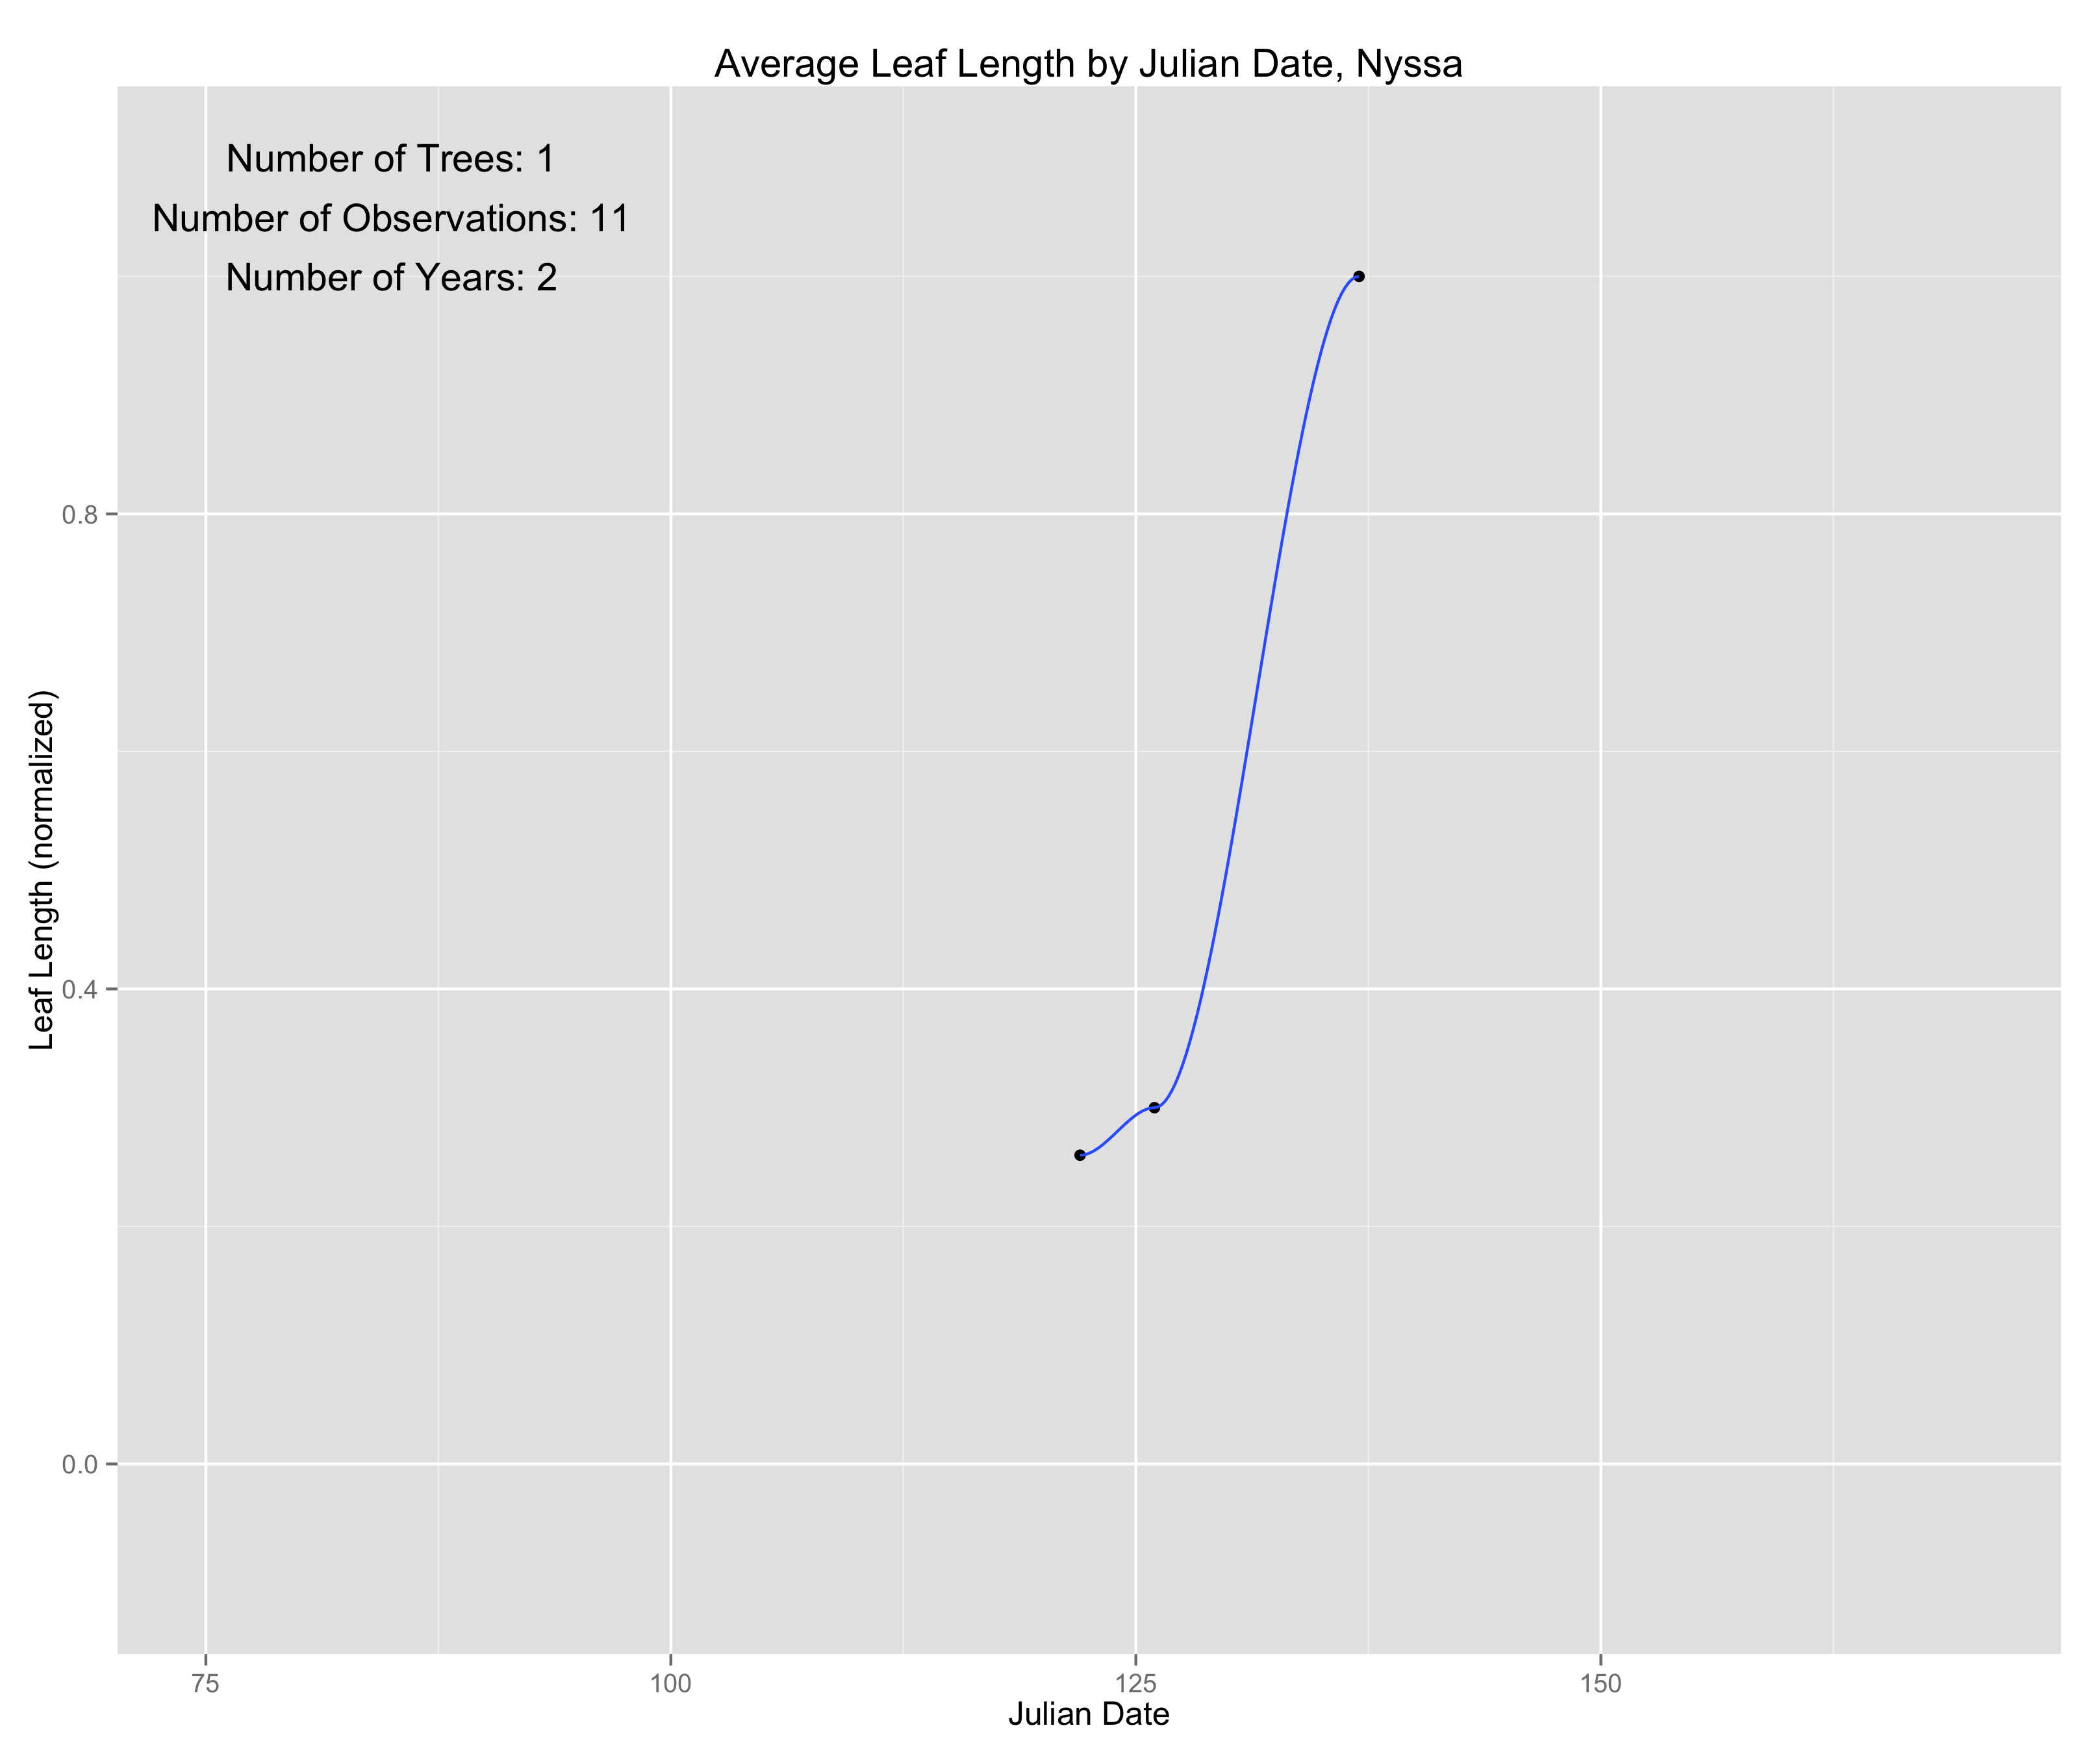 Average Leaf Length by Julian Date, Nyssa
Number of Trees: 1
Number of Observations: 11
Number of Years: 2
Leaf Length (normalized)
0.8
0.4
0.0
75
100
125
150
Julian Date